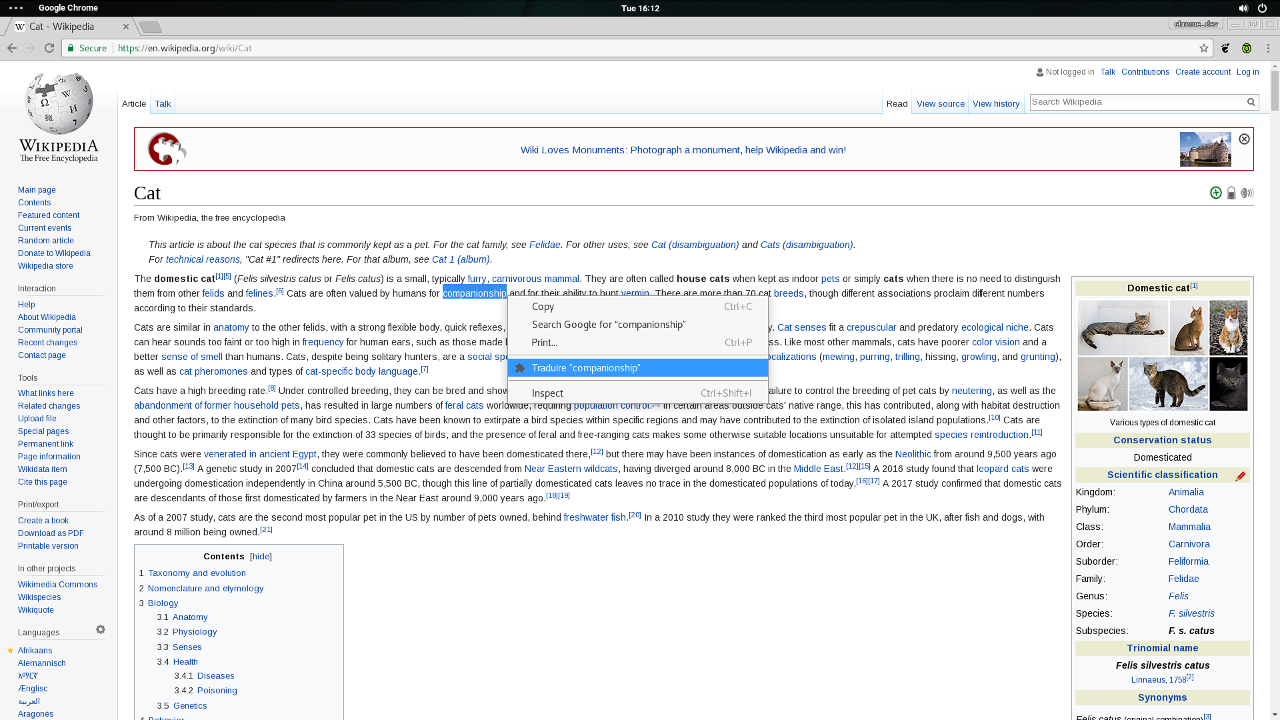 Google Chrome
Tue 16:12
W Cat - Wikipedia
chrome_dev
Secure https://en.wikipedia.org/wiki/Cat
Not logged in Talk Contributions Create account Log in
Article Talk
Read View source View history
Search Wikipedia
WIKIPEDIA
The Free Encyclopedia
Main page
Contents
Featured content
Current events
Random article
Donate to Wikipedia
Wikipedia store
Interaction
Help
About Wikipedia
Community portal
Recent changes
Contact page
Tools
What links here
Related changes
Upload file
Special pages
Permanent link
Page information
Wikidata item
Cite this page
Print/export
Create a book
Download as PDF
Printable version
In other projects
Wikimedia Commons
Wikispecies
Wikiquote
Languages
Afrikaans
Alemannisch
አማርኛ
Ænglisc
العربية
Aragonés
Wiki Loves Monuments: Photograph a monument, help Wikipedia and win!
Cat
From Wikipedia, the free encyclopedia
This article is about the cat species that is commonly kept as a pet. For the cat family, see Felidae. For other uses, see Cat (disambiguation) and Cats (disambiguation).
For technical reasons, "Cat #1" redirects here. For that album, see Cat 1 (album).
The domestic cat[1][5] (Felis silvestris catus or Felis catus) is a small, typically furry, carnivorous mammal. They are often called house cats when kept as indoor pets or simply cats when there is no need to distinguish
them from other felids and felines.[6] Cats are often valued by humans for companionship and for their ability to hunt vermin. There are more than 70 cat breeds, though different associations proclaim different numbers
according to their standards.
Cats are similar in anatomy to the other felids, with a strong flexible body, quick reflexes, y. Cat senses fit a crepuscular and predatory ecological niche. Cats
can hear sounds too faint or too high in frequency for human ears, such as those made b ss. Like most other mammals, cats have poorer color vision and a
better sense of smell than humans. Cats, despite being solitary hunters, are a social spe ocalizations (mewing, purring, trilling, hissing, growling, and grunting),
as well as cat pheromones and types of cat-specific body language.[7]
Cats have a high breeding rate.[8] Under controlled breeding, they can be bred and show ailure to control the breeding of pet cats by neutering, as well as the
abandonment of former household pets, has resulted in large numbers of feral cats worldwide, requiring population control. In certain areas outside cats' native range, this has contributed, along with habitat destruction
and other factors, to the extinction of many bird species. Cats have been known to extirpate a bird species within specific regions and may have contributed to the extinction of isolated island populations.[10] Cats are
thought to be primarily responsible for the extinction of 33 species of birds, and the presence of feral and free-ranging cats makes some otherwise suitable locations unsuitable for attempted species reintroduction.[11]
Since cats were venerated in ancient Egypt, they were commonly believed to have been domesticated there,[12] but there may have been instances of domestication as early as the Neolithic from around 9,500 years ago
(7,500 BC).[13] A genetic study in 2007[14] concluded that domestic cats are descended from Near Eastern wildcats, having diverged around 8,000 BC in the Middle East.[12][15] A 2016 study found that leopard cats were
undergoing domestication independently in China around 5,500 BC, though this line of partially domesticated cats leaves no trace in the domesticated populations of today.[16][17] A 2017 study confirmed that domestic cats
are descendants of those first domesticated by farmers in the Near East around 9,000 years ago.[18][19]
As of a 2007 study, cats are the second most popular pet in the US by number of pets owned, behind freshwater fish.[20] In a 2010 study they were ranked the third most popular pet in the UK, after fish and dogs, with
around 8 million being owned.[21]
Copy Ctrl+C
Search Google for "companionship"
Print... Ctrl+P
Traduire "companionship"
Inspect Ctrl+Shift+I
Contents [hide]
1 Taxonomy and evolution
2 Nomenclature and etymology
3 Biology
3.1 Anatomy
3.2 Physiology
3.3 Senses
3.4 Health
3.4.1 Diseases
3.4.2 Poisoning
3.5 Genetics
4 Behavior
Domestic cat[1]
Various types of domestic cat
Conservation status
Domesticated
Scientific classification
Kingdom: Animalia
Phylum: Chordata
Class: Mammalia
Order: Carnivora
Suborder: Feliformia
Family: Felidae
Genus: Felis
Species: F. silvestris
Subspecies: F. s. catus
Trinomial name
Felis silvestris catus
Linnaeus, 1758[2]
Synonyms
Felis catus (original combination)[3]